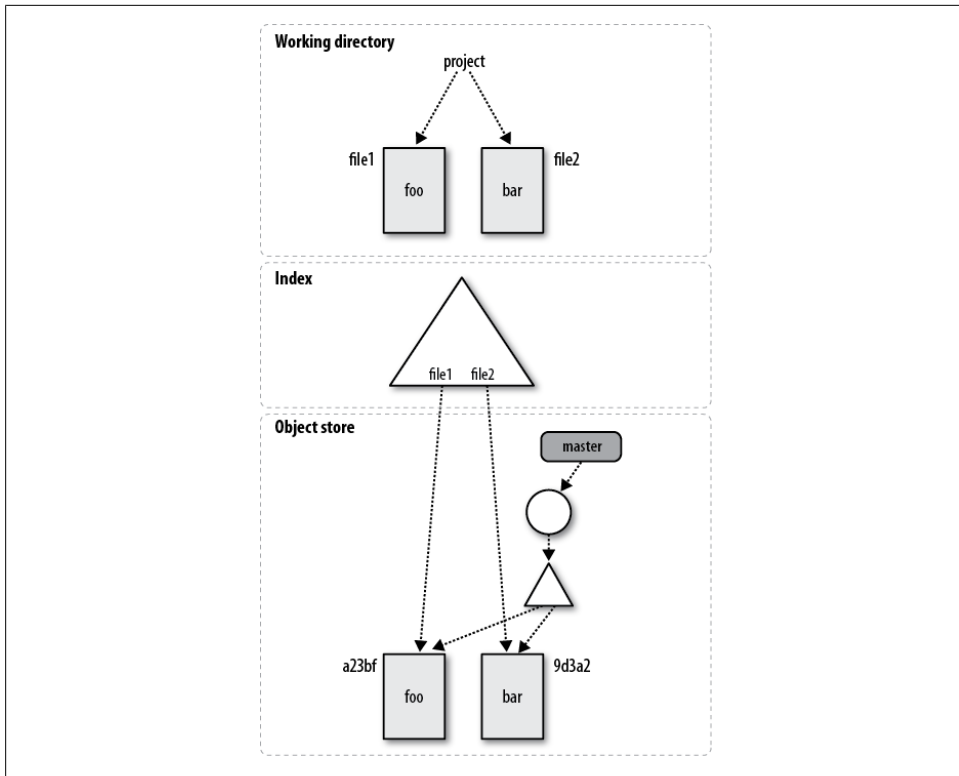 Working directory
project
file1
foo
bar
file2
Index
file1 file2
Object store
master
a23bf
foo
bar
9d3a2